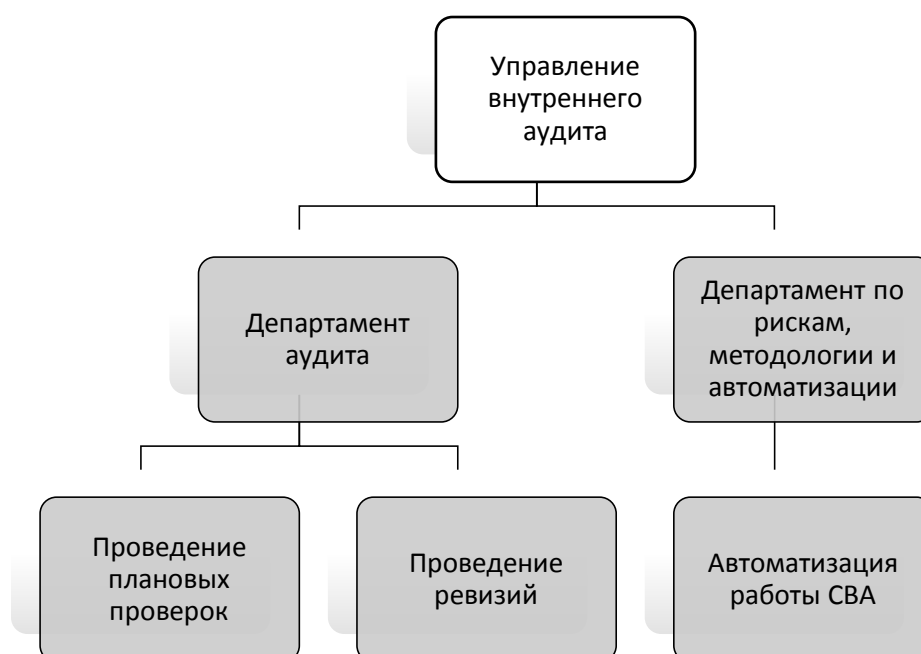 Управление
внутреннего
аудита
Департамент
аудита
Департамент по
рискам,
методологии и
автоматизации
Проведение
плановых
проверок
Проведение
ревизий
Автоматизация
работы СВА